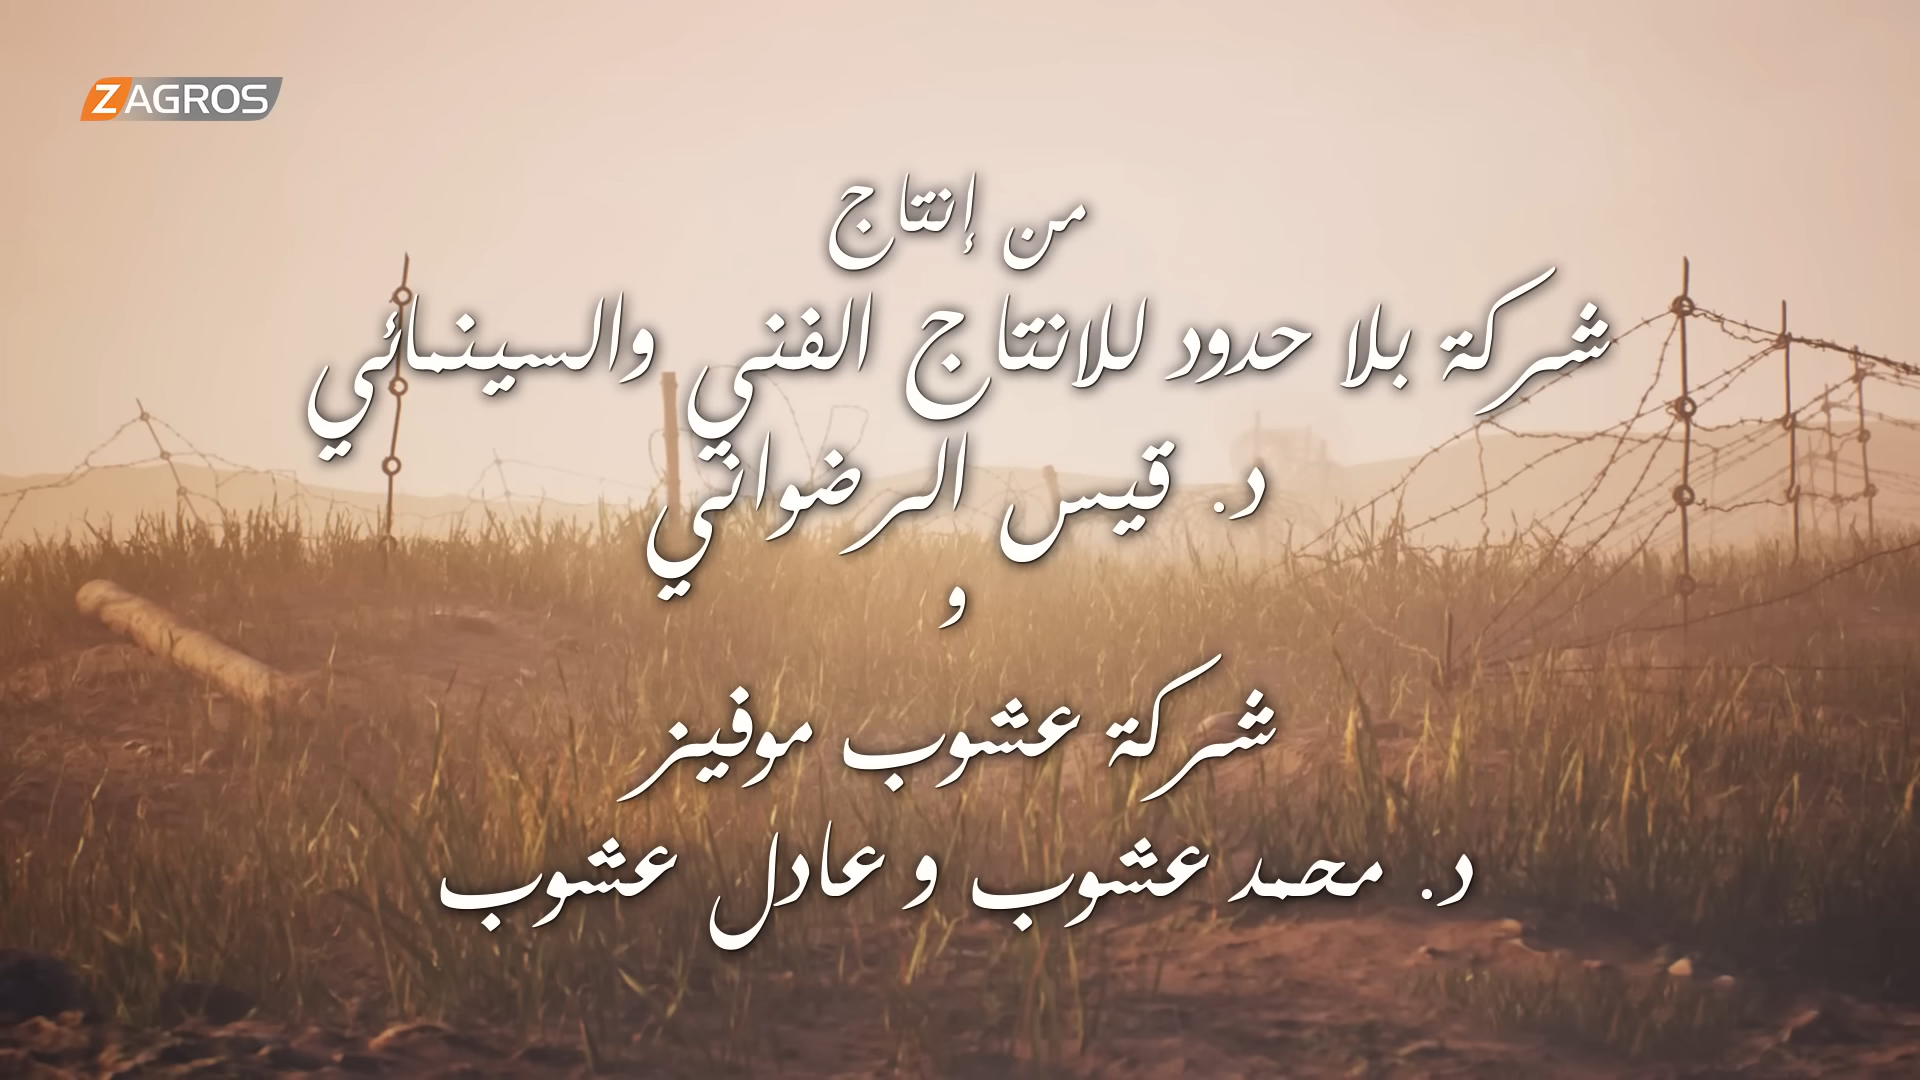 ZAGROS
من إنتاج
شركة بلا حدود للانتاج الفني والسينمائي
د. قيس الرضواني
و
شركة عشوب موفيز
د. محمد عشوب و عادل عشوب